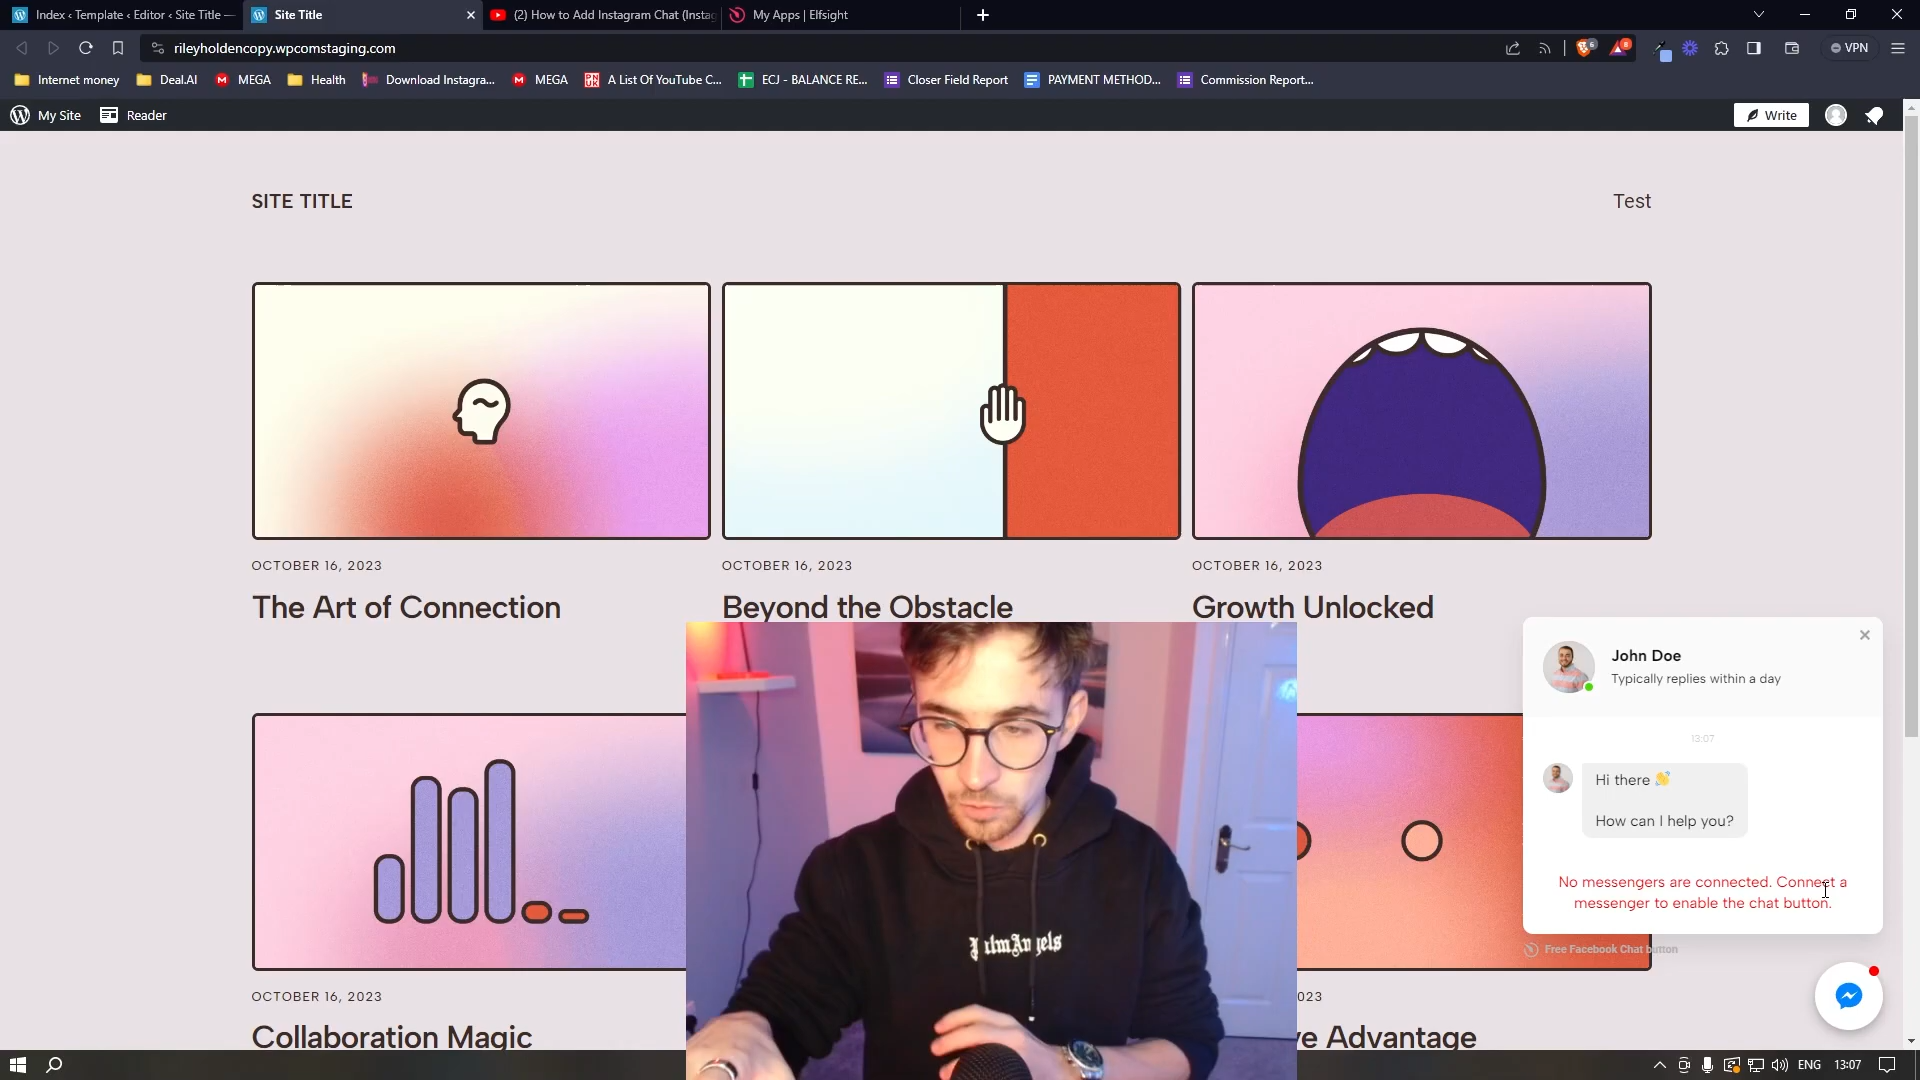 Index ‹ Template ‹ Editor ‹ Site Title —
Site Title
(2) How to Add Instagram Chat (Instag
My Apps | Elfsight
rileyholdencopy.wpcomstaging.com
VPN
Internet money
Deal.AI
MEGA
Health
Download Instagra...
MEGA
A List Of YouTube C...
ECJ - BALANCE RE...
Closer Field Report
PAYMENT METHOD...
Commission Report...
My Site
Reader
Write
SITE TITLE
Test
OCTOBER 16, 2023
OCTOBER 16, 2023
OCTOBER 16, 2023
The Art of Connection
Beyond the Obstacle
Growth Unlocked
John Doe
Typically replies within a day
13:07
Hi there 👋
How can I help you?
No messengers are connected. Connect a
messenger to enable the chat button.
Free Facebook Chat button
OCTOBER 16, 2023
023
Collaboration Magic
ve Advantage
ENG
13:07